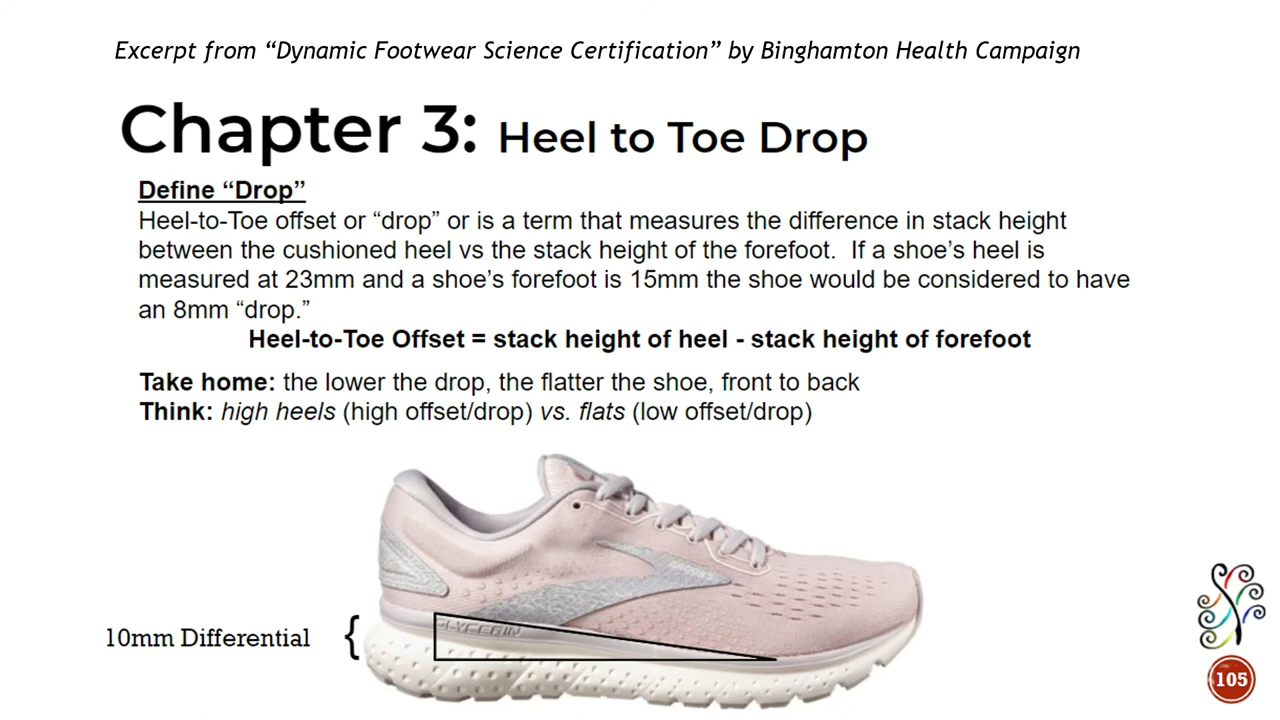 Excerpt from “Dynamic Footwear Science Certification” by Binghamton Health Campaign
Chapter 3: Heel to Toe Drop
Define “Drop”
Heel-to-Toe offset or “drop” or is a term that measures the difference in stack height
between the cushioned heel vs the stack height of the forefoot. If a shoe’s heel is
measured at 23mm and a shoe’s forefoot is 15mm the shoe would be considered to have
an 8mm “drop.”
Heel-to-Toe Offset = stack height of heel - stack height of forefoot
Take home: the lower the drop, the flatter the shoe, front to back
Think: high heels (high offset/drop) vs. flats (low offset/drop)
GLYCERIN
10mm Differential {
105